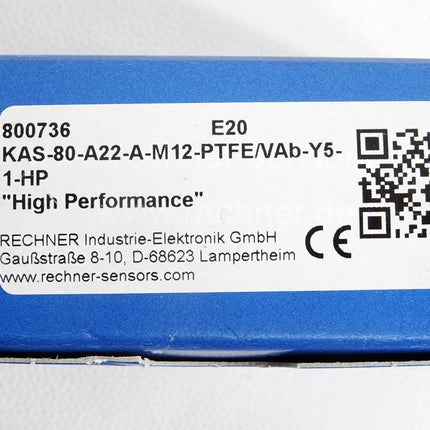 800736 E20
KAS-80-A22-A-M12-PTFE/VAb-Y5-
1-HP
"High Performance"
RECHNER Industrie-Elektronik GmbH
Gaußstraße 8-10, D-68623 Lampertheim
www.rechner-sensors.com
CE